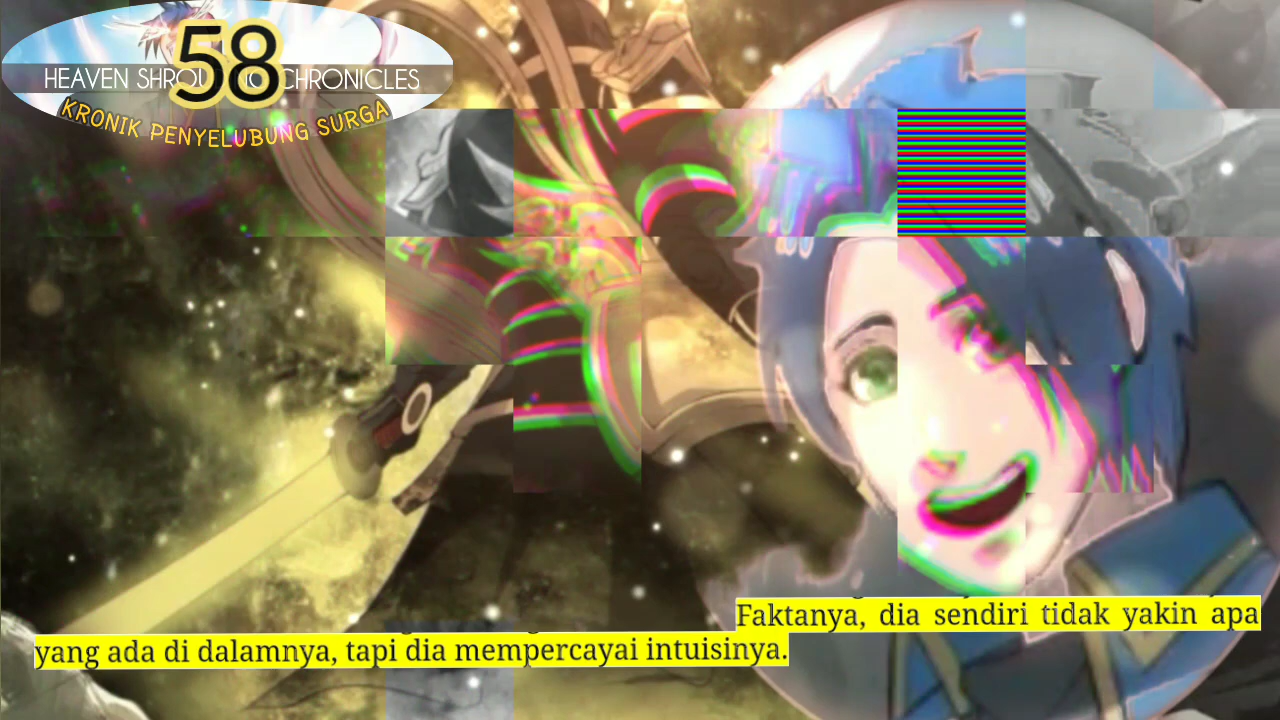 58
HEAVEN CHRONICLES
KRONIK PENYELUBUNG SURGA
Faktanya, dia sendiri tidak yakin apa
yang ada di dalamnya, tapi dia mempercayai intuisinya.